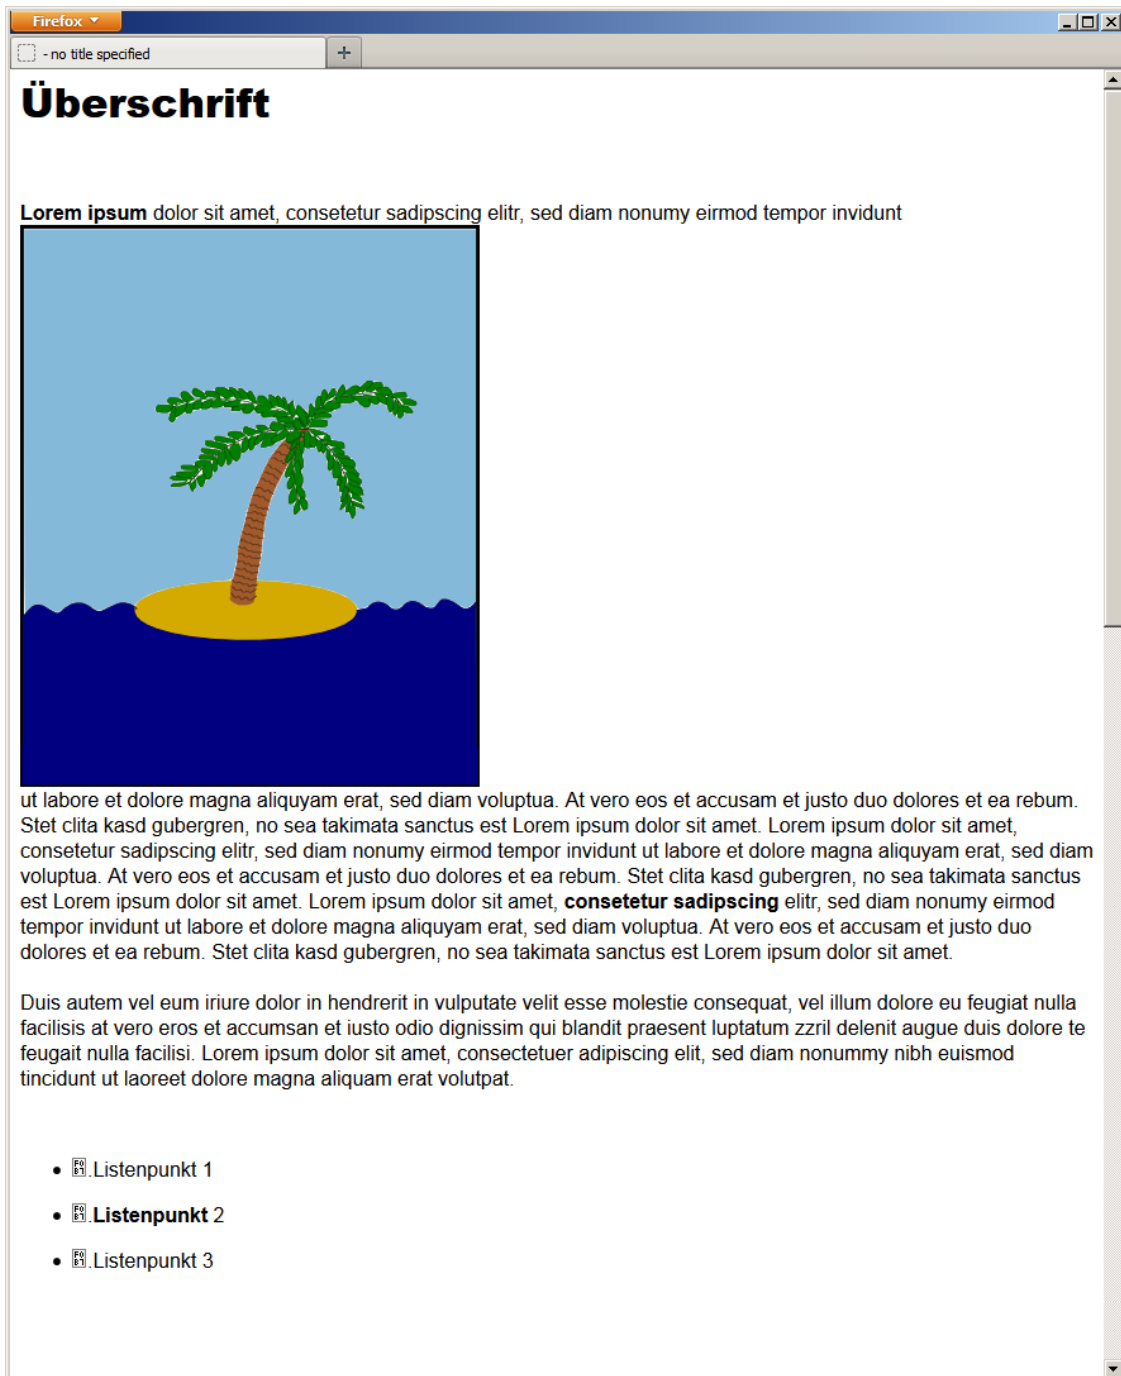 Firefox
- no title specified
Überschrift
Lorem ipsum dolor sit amet, consetetur sadipscing elitr, sed diam nonumy eirmod tempor invidunt
ut labore et dolore magna aliquyam erat, sed diam voluptua. At vero eos et accusam et justo duo dolores et ea rebum.
Stet clita kasd gubergren, no sea takimata sanctus est Lorem ipsum dolor sit amet. Lorem ipsum dolor sit amet,
consetetur sadipscing elitr, sed diam nonumy eirmod tempor invidunt ut labore et dolore magna aliquyam erat, sed diam
voluptua. At vero eos et accusam et justo duo dolores et ea rebum. Stet clita kasd gubergren, no sea takimata sanctus
est Lorem ipsum dolor sit amet. Lorem ipsum dolor sit amet, consetetur sadipscing elitr, sed diam nonumy eirmod
tempor invidunt ut labore et dolore magna aliquyam erat, sed diam voluptua. At vero eos et accusam et justo duo
dolores et ea rebum. Stet clita kasd gubergren, no sea takimata sanctus est Lorem ipsum dolor sit amet.
Duis autem vel eum iriure dolor in hendrerit in vulputate velit esse molestie consequat, vel illum dolore eu feugiat nulla
facilisis at vero eros et accumsan et iusto odio dignissim qui blandit praesent luptatum zzril delenit augue duis dolore te
feugait nulla facilisi. Lorem ipsum dolor sit amet, consectetuer adipiscing elit, sed diam nonummy nibh euismod
tincidunt ut laoreet dolore magna aliquam erat volutpat.
• .Listenpunkt 1
• .Listenpunkt 2
• .Listenpunkt 3